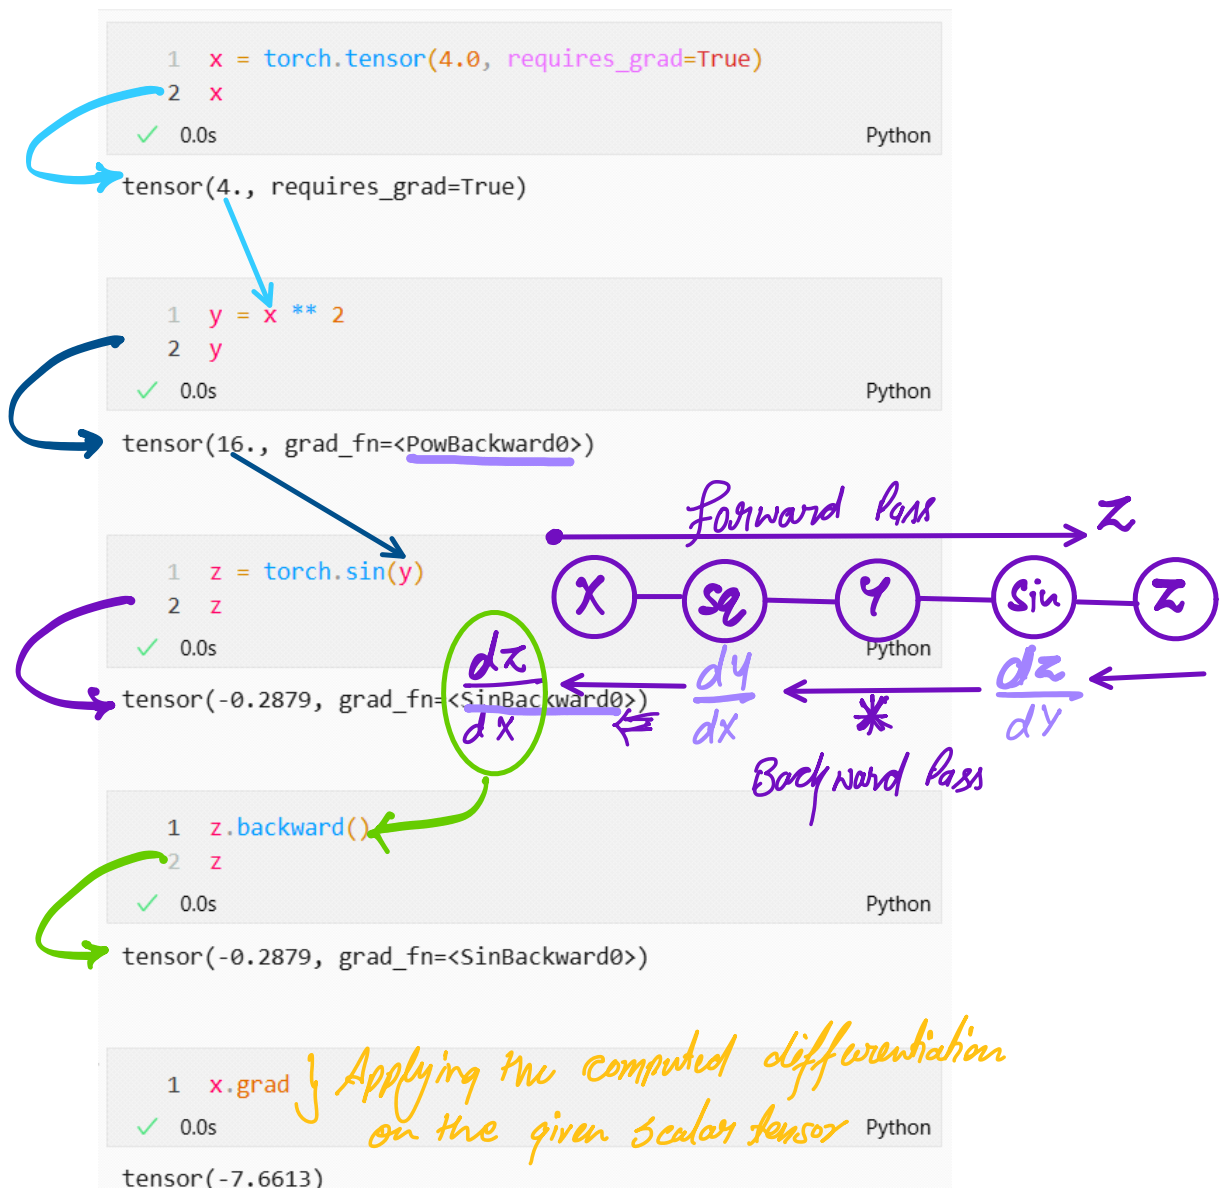 1 x = torch.tensor(4.0, requires_grad=True)
2 x
0.0s
Python
tensor(4., requires_grad=True)
1 y = x ** 2
2 y
0.0s
Python
tensor(16., grad_fn=<PowBackward0>)
Forward Pass
Z
1 z = torch.sin(y)
2 z
X
sq
Y
Sin
Z
0.0s
Python
tensor(-0.2879, grad_fn=<SinBackward0>)
dz
dx
dy
dx
*
dz
dy
Backward Pass
1 z.backward()
2 z
0.0s
Python
tensor(-0.2879, grad_fn=<SinBackward0>)
1 x.grad
Applying the computed differentiation
on the given scalar tensor
0.0s
Python
tensor(-7.6613)